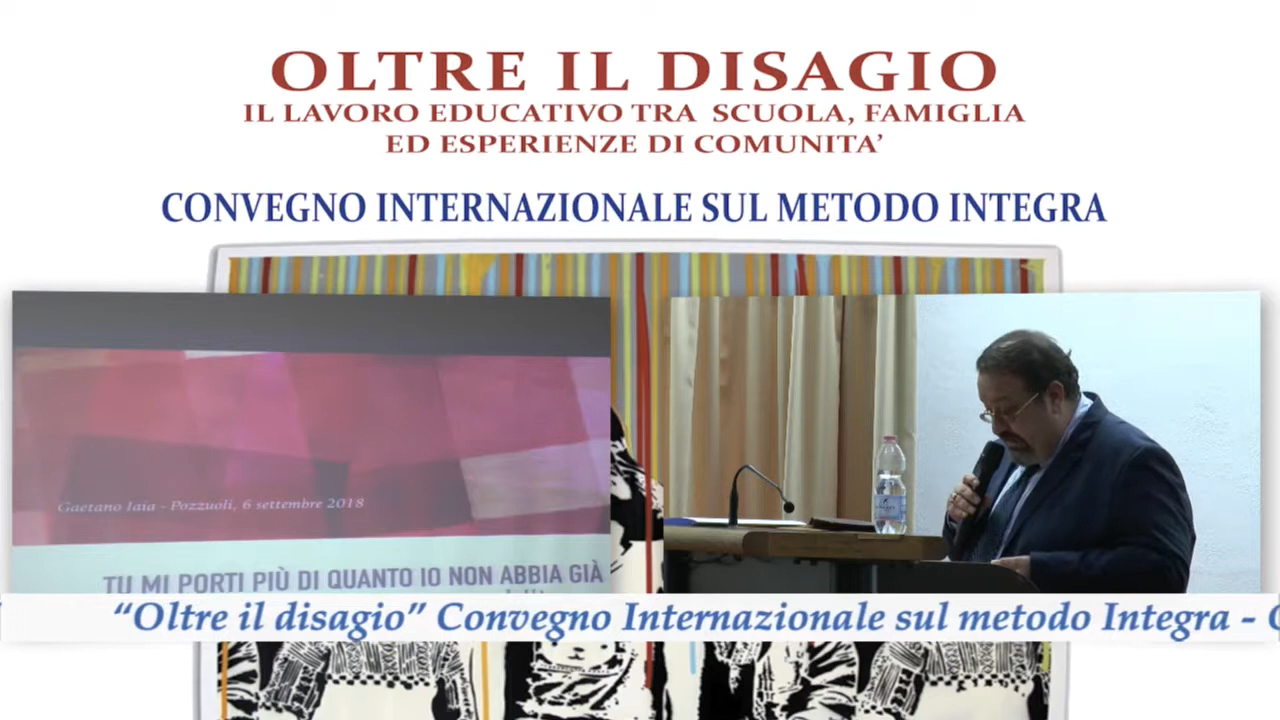 OLTRE IL DISAGIO
IL LAVORO EDUCATIVO TRA SCUOLA, FAMIGLIA
ED ESPERIENZE DI COMUNITA’
CONVEGNO INTERNAZIONALE SUL METODO INTEGRA
Gaetano Iaia - Pozzuoli, 6 settembre 2018
TU MI PORTI PIÙ DI QUANTO IO NON ABBIA GIÀ
“Oltre il disagio” Convegno Internazionale sul metodo Integra -